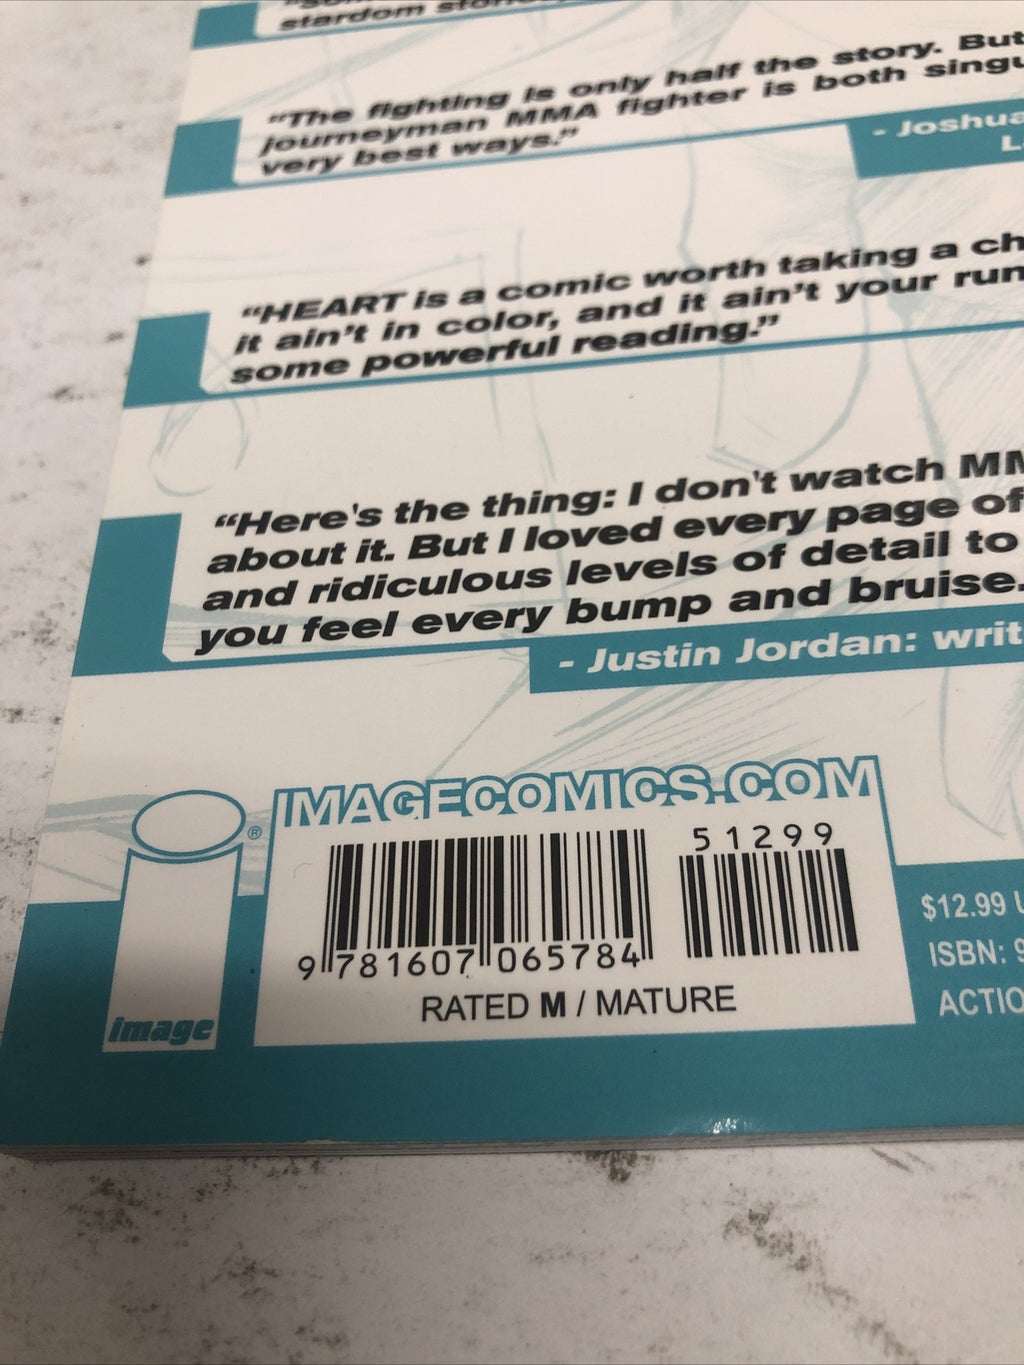 stardom
"The fighting is only half the story. But
journeyman MMA fighter is both singu
very best ways."
- Joshua
"HEART is a comic worth taking a ch
it ain't in color, and it ain't your run
some powerful reading."
"Here's the thing: I don't watch MM
about it. But I loved every page of
and ridiculous levels of detail to
you feel every bump and bruise.
- Justin Jordan: writ
IMAGECOMICS.COM
®
51299
9 781607 065784
RATED M / MATURE
image
$12.99 U
ISBN: 9
ACTIO